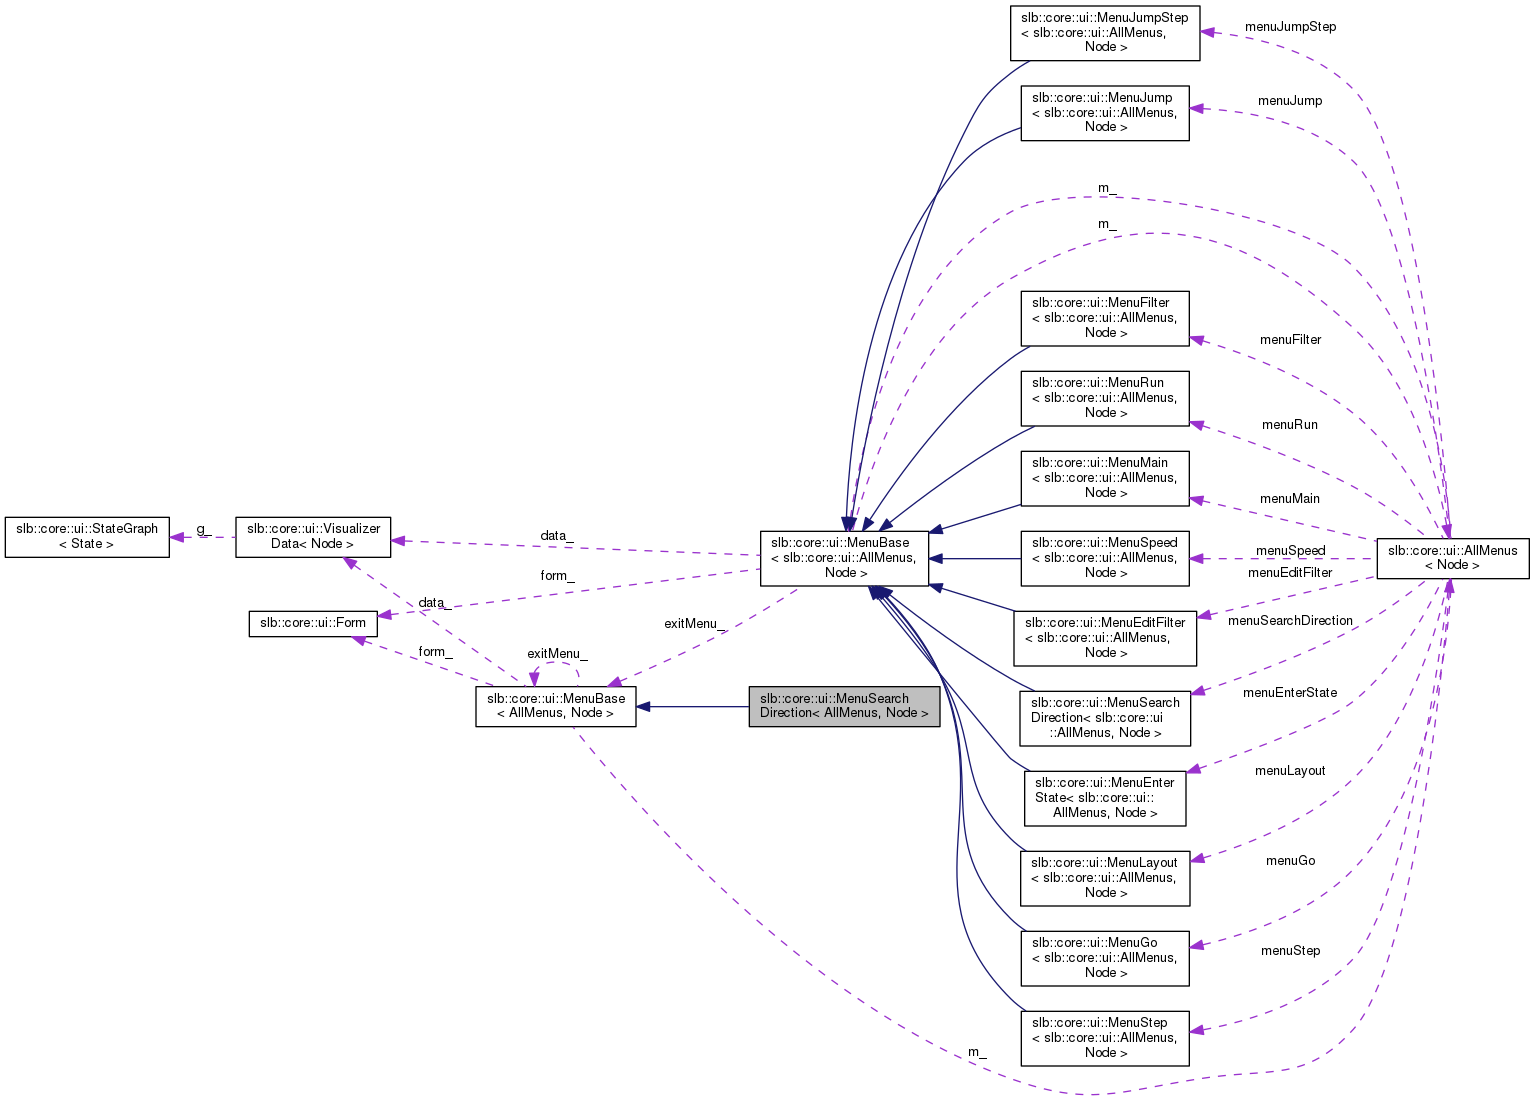 slb::core::ui::MenuJumpStep
< slb::core::ui::AllMenus,
Node >
menuJumpStep
slb::core::ui::MenuJump
< slb::core::ui::AllMenus,
Node >
menuJump
m_
m_
slb::core::ui::MenuFilter
< slb::core::ui::AllMenus,
Node >
menuFilter
slb::core::ui::MenuRun
< slb::core::ui::AllMenus,
Node >
menuRun
slb::core::ui::MenuMain
< slb::core::ui::AllMenus,
Node >
menuMain
slb::core::ui::StateGraph
< State >
g_
slb::core::ui::Visualizer
Data< Node >
data_
slb::core::ui::MenuBase
< slb::core::ui::AllMenus,
Node >
slb::core::ui::MenuSpeed
< slb::core::ui::AllMenus,
Node >
menuSpeed
slb::core::ui::AllMenus
< Node >
menuEditFilter
form_
data_
slb::core::ui::Form
form_
exitMenu_
exitMenu_
slb::core::ui::MenuEditFilter
< slb::core::ui::AllMenus,
Node >
menuSearchDirection
slb::core::ui::MenuBase
< AllMenus, Node >
slb::core::ui::MenuSearch
Direction< AllMenus, Node >
slb::core::ui::MenuSearch
Direction< slb::core::ui
::AllMenus, Node >
menuEnterState
slb::core::ui::MenuEnter
State< slb::core::ui::
AllMenus, Node >
menuLayout
slb::core::ui::MenuLayout
< slb::core::ui::AllMenus,
Node >
menuGo
slb::core::ui::MenuGo
< slb::core::ui::AllMenus,
Node >
menuStep
slb::core::ui::MenuStep
< slb::core::ui::AllMenus,
Node >
m_